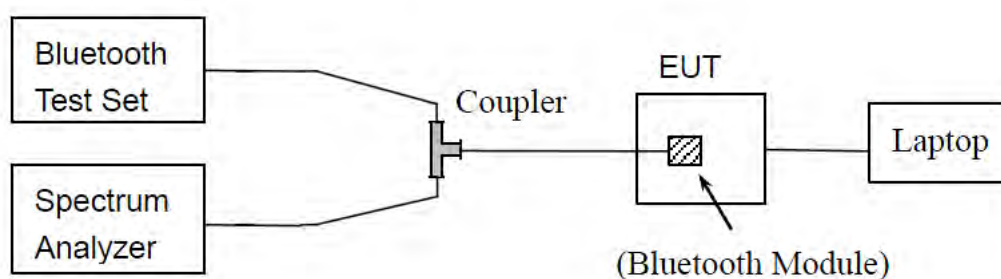 Bluetooth
Test Set
Coupler
EUT
Laptop
Spectrum
Analyzer
(Bluetooth Module)